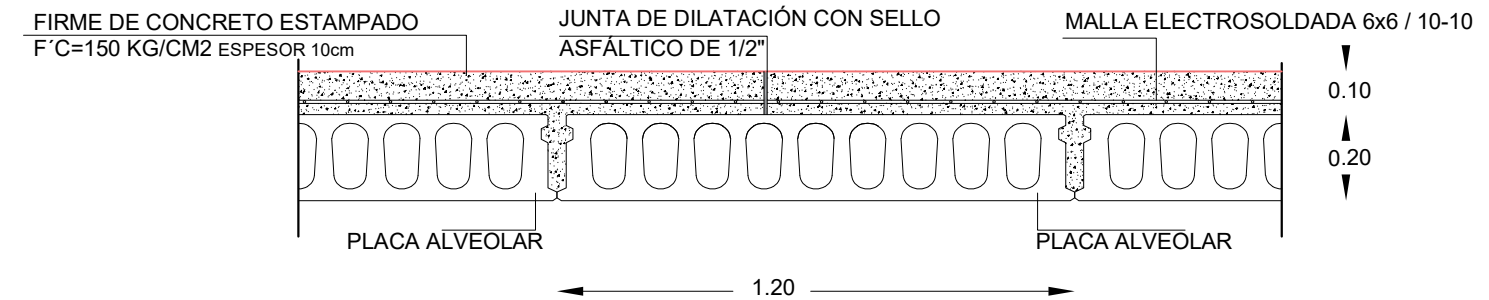 FIRME DE CONCRETO ESTAMPADO
F´C=150 KG/CM2 ESPESOR 10cm
JUNTA DE DILATACIÓN CON SELLO
ASFÁLTICO DE 1/2"
MALLA ELECTROSOLDADA 6x6 / 10-10
0.10
0.20
PLACA ALVEOLAR
PLACA ALVEOLAR
1.20